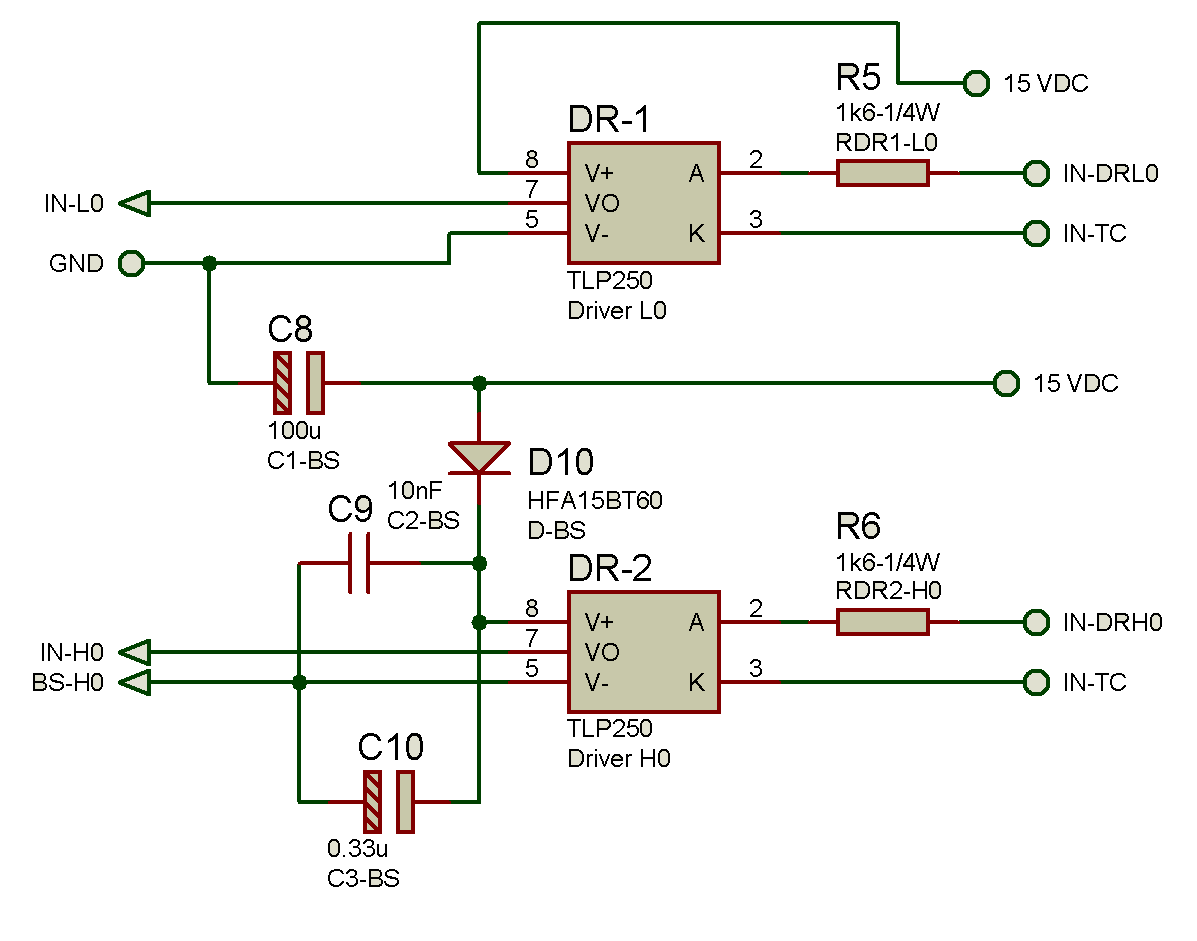 R5
15 VDC
1k6-1/4W
DR-1
RDR1-L0
8
V+
A
2
IN-DRL0
IN-L0
7
VO
5
V-
K
3
IN-TC
GND
TLP250
Driver L0
C8
15 VDC
100u
C1-BS
D10
10nF
HFA15BT60
C9
C2-BS
D-BS
R6
1k6-1/4W
DR-2
RDR2-H0
8
V+
A
2
IN-DRH0
IN-H0
7
VO
BS-H0
5
V-
K
3
IN-TC
TLP250
Driver H0
C10
0.33u
C3-BS